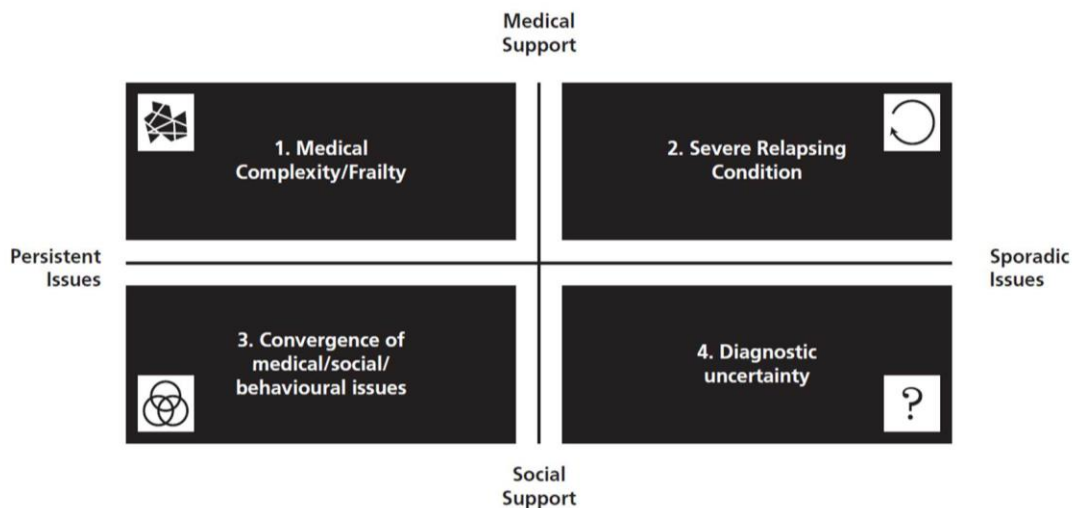 Medical
Support
1. Medical
Complexity/Frailty
2. Severe Relapsing
Condition
Persistent
Issues
Sporadic
Issues
3. Convergence of
medical/social/
behavioural issues
4. Diagnostic
uncertainty
?
Social
Support